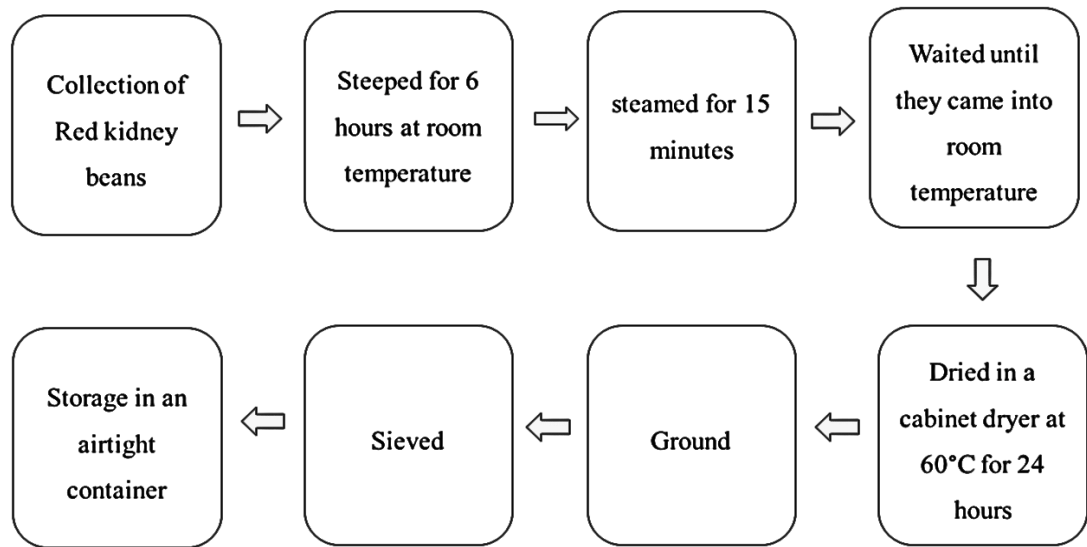 Collection of
Red kidney
beans
Steeped for 6
hours at room
temperature
steamed for 15
minutes
Waited until
they came into
room
temperature
Dried in a
cabinet dryer at
60°C for 24
hours
Ground
Sieved
Storage in an
airtight
container